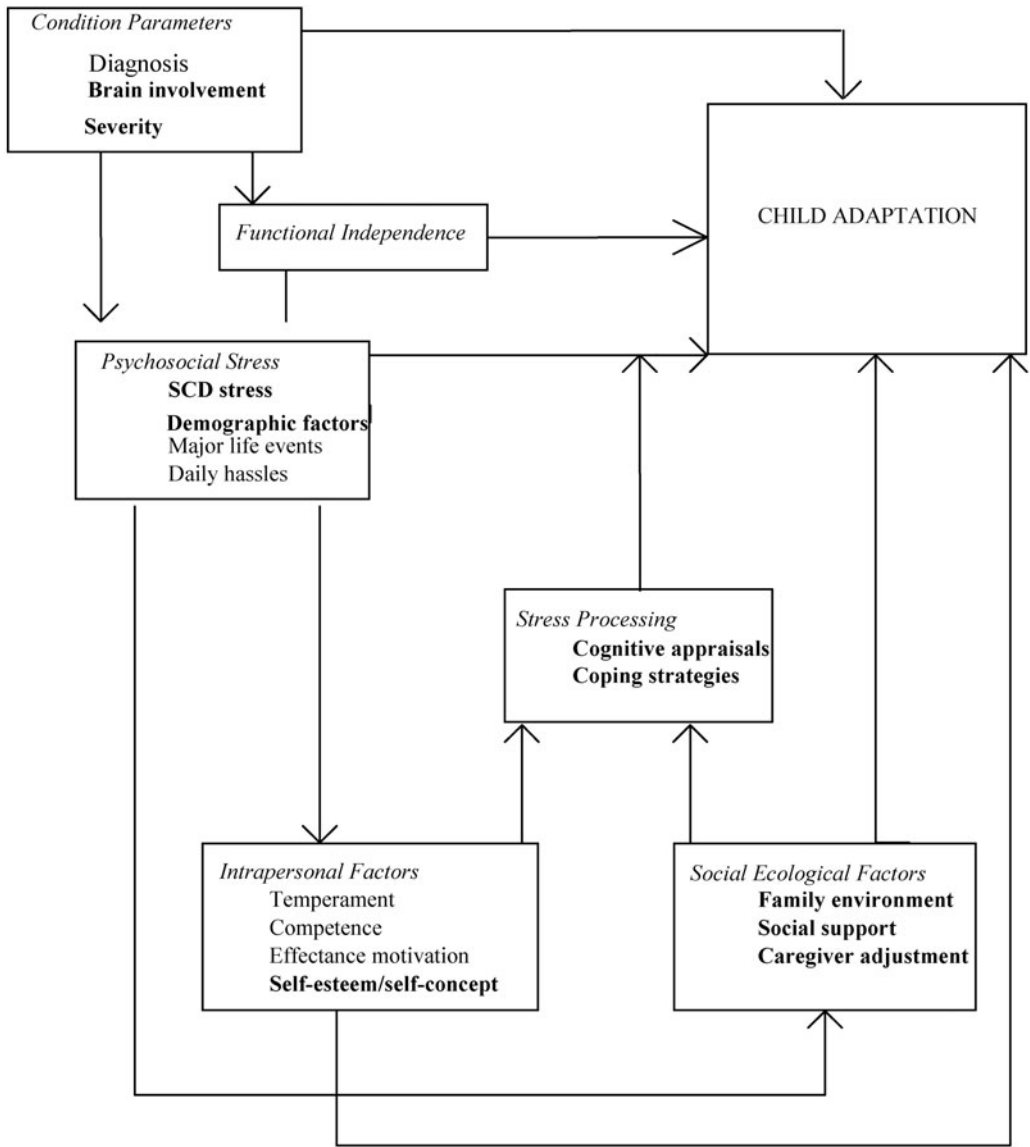 Condition Parameters
Diagnosis
Brain involvement
Severity
CHILD ADAPTATION
Functional Independence
Psychosocial Stress
SCD stress
Demographic factors
Major life events
Daily hassles
Stress Processing
Cognitive appraisals
Coping strategies
Intrapersonal Factors
Temperament
Competence
Effectance motivation
Self-esteem/self-concept
Social Ecological Factors
Family environment
Social support
Caregiver adjustment